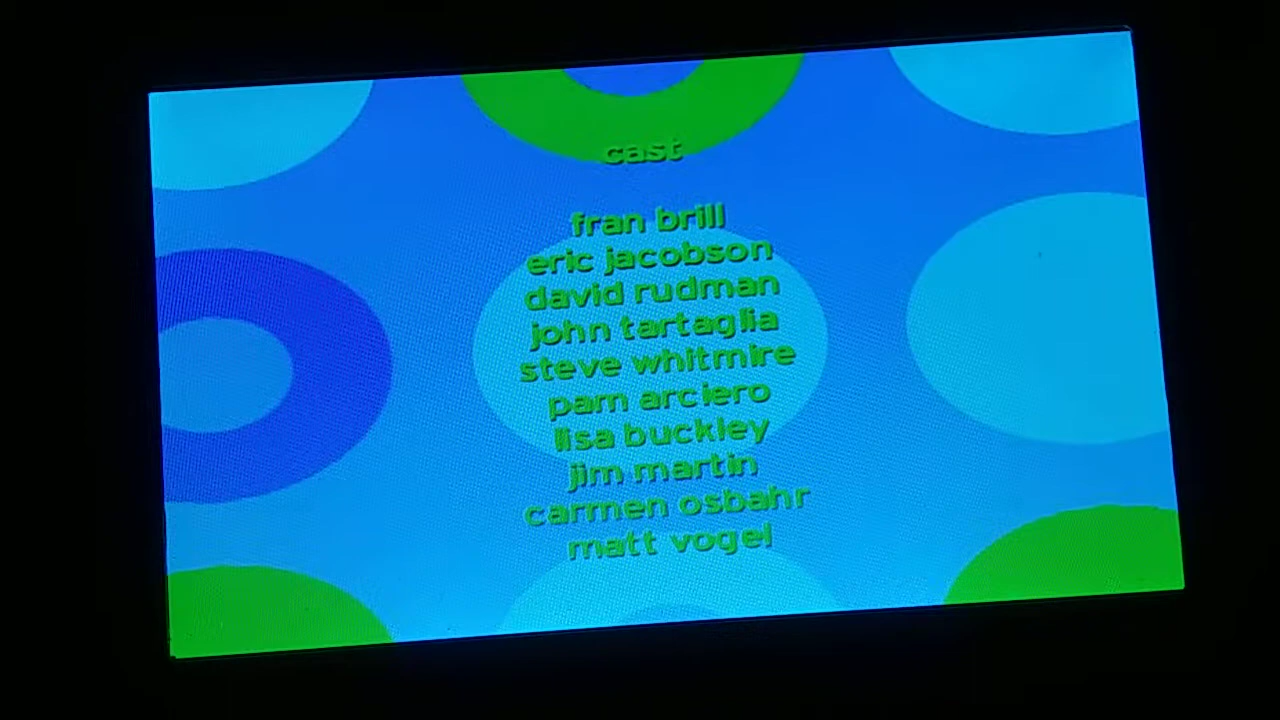 cast
fran brill
eric jacobson
david rudman
john tartaglia
steve whitmire
pam arciero
lisa buckley
jim martin
carmen osbahr
matt vogel